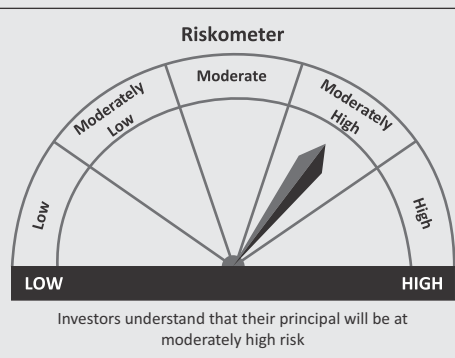 Riskometer
Moderate
Moderately
Low
Moderately
High
Low
High
LOW
HIGH
Investors understand that their principal will be at
moderately high risk